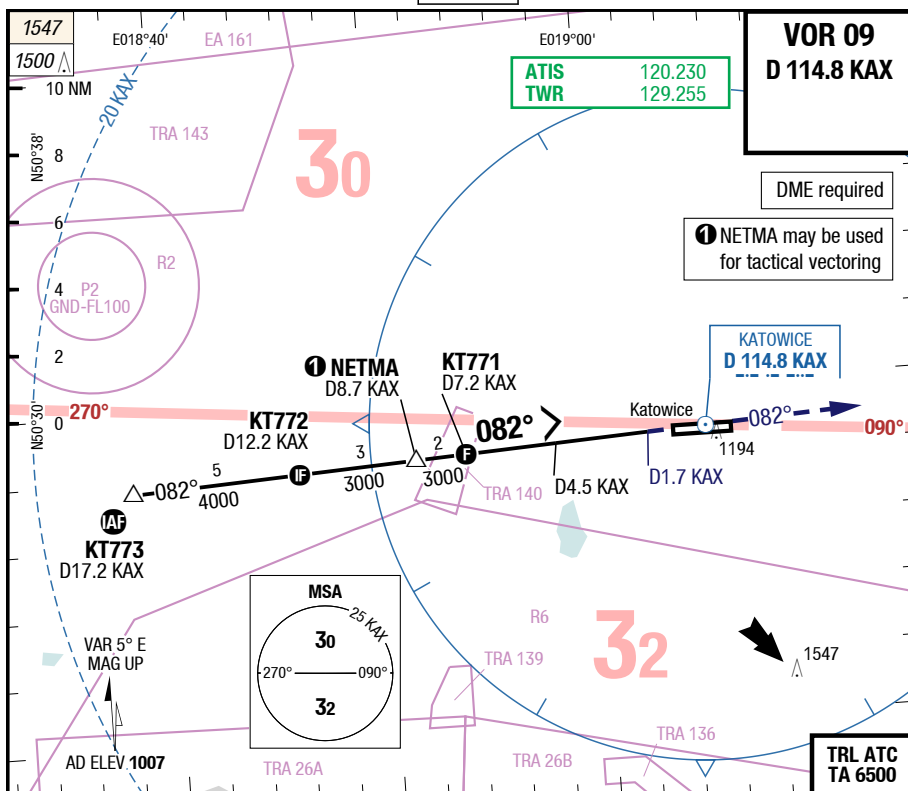 1547
1500
E018°40'
EA 161
E019°00'
VOR 09
D 114.8 KAX
ATIS 120.230
TWR 129.255
10 NM
20 KAX
N50°38'
TRA 143
30
8
DME required
6
1 NETMA may be used
for tactical vectoring
R2
4
P2
GND-FL100
KATOWICE
D 114.8 KAX
2
1 NETMA
D8.7 KAX
KT771
D7.2 KAX
N50°30'
270°
0
KT772
D12.2 KAX
082°
Katowice
082°
090°
1194
5
3
2
082°
4000
IF
3000
3000
F
TRA 140
D4.5 KAX
D1.7 KAX
IAF
KT773
D17.2 KAX
MSA
25 KAX
30
270°
090°
32
R6
32
1547
VAR 5° E
MAG UP
TRA 139
AD ELEV 1007
TRA 26A
TRA 26B
TRA 136
TRL ATC
TA 6500